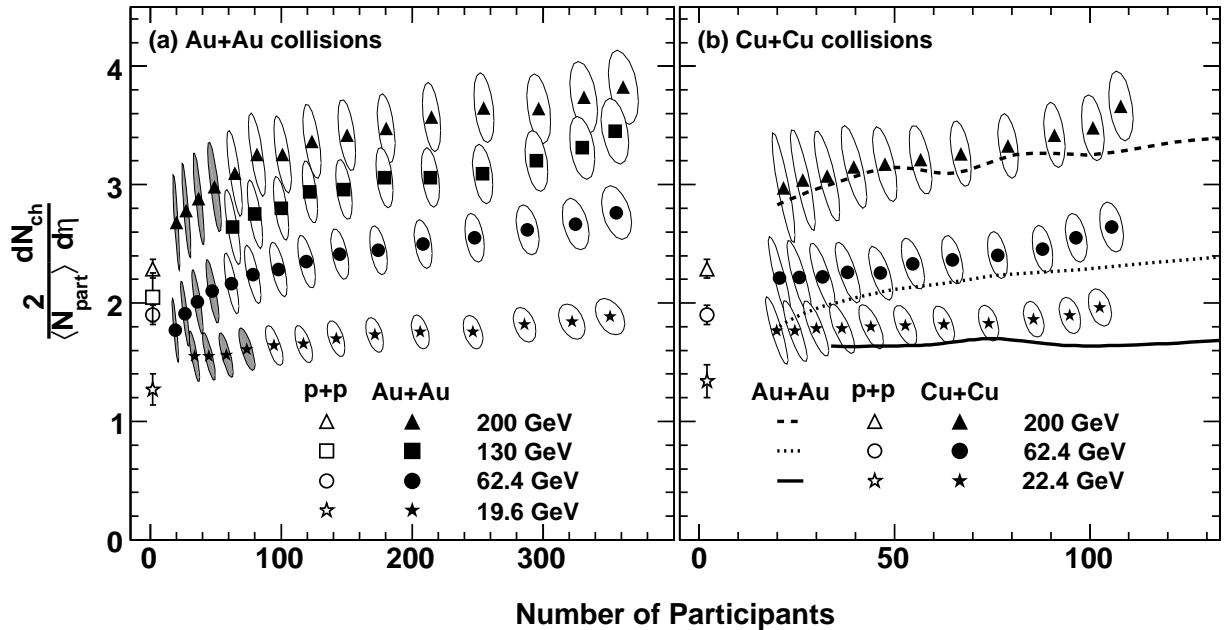 (a) Au+Au collisions
(b) Cu+Cu collisions
4
3
2
1
0
2
⟨N_part⟩
dN_ch
dη
p+p Au+Au
200 GeV
130 GeV
62.4 GeV
19.6 GeV
Au+Au p+p Cu+Cu
200 GeV
62.4 GeV
22.4 GeV
0 100 200 300
0 50 100
Number of Participants